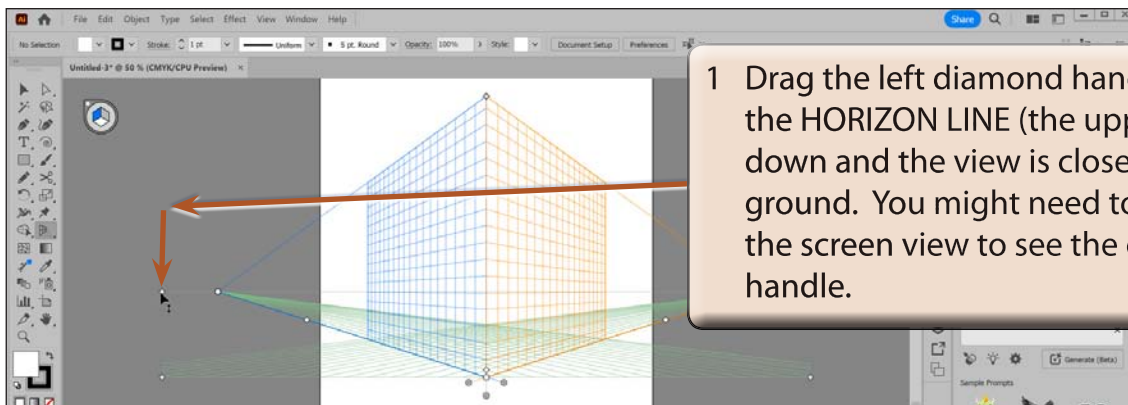 Ai File Edit Object Type Select Effect View Window Help Share
No Selection Stroke: 1 pt Uniform 5 pt. Round Opacity: 100% Style: Document Setup Preferences
Untitled-3* @ 50 % (CMYK/CPU Preview) ×
1 Drag the left diamond han
the HORIZON LINE (the up
down and the view is close
ground. You might need to
the screen view to see the
handle.
Generate (Beta)
Sample Prompts